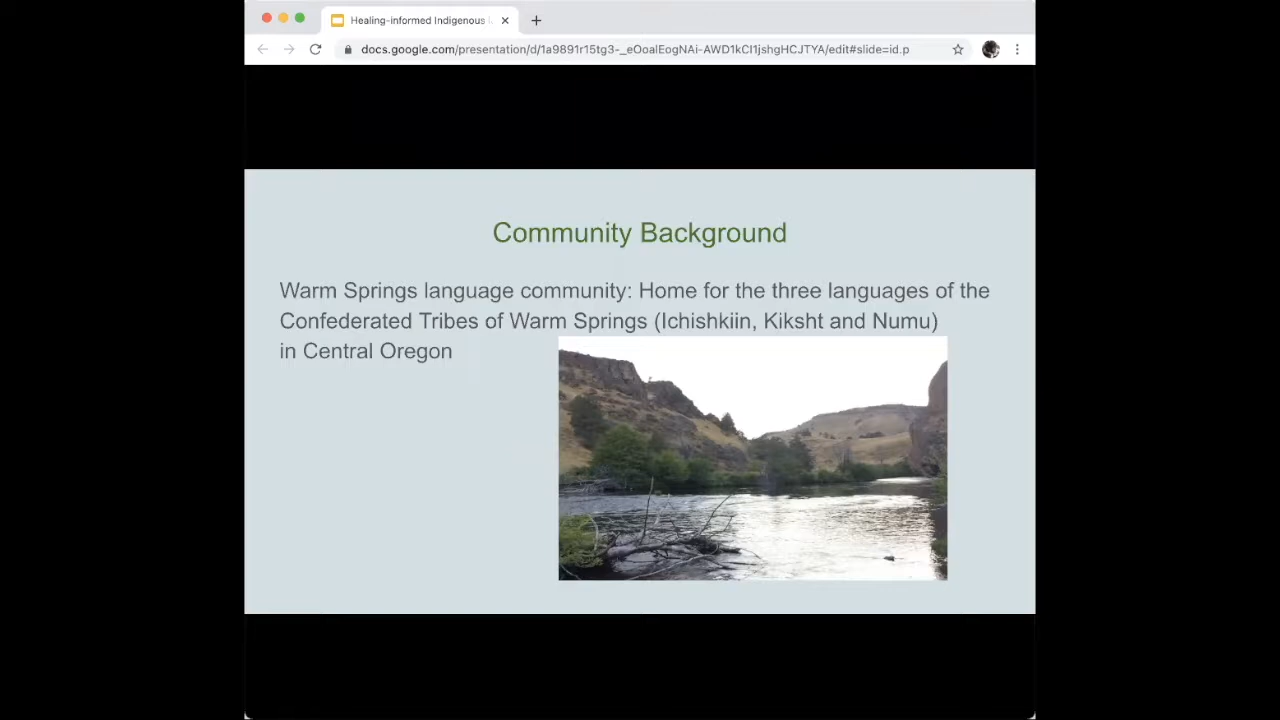 Healing-informed Indigenous
docs.google.com/presentation/d/1a9891r15tg3-_eOoalEogNAi-AWD1kCI1jshgHCJTYA/edit#slide=id.p
Community Background
Warm Springs language community: Home for the three languages of the
Confederated Tribes of Warm Springs (Ichishkiin, Kiksht and Numu)
in Central Oregon